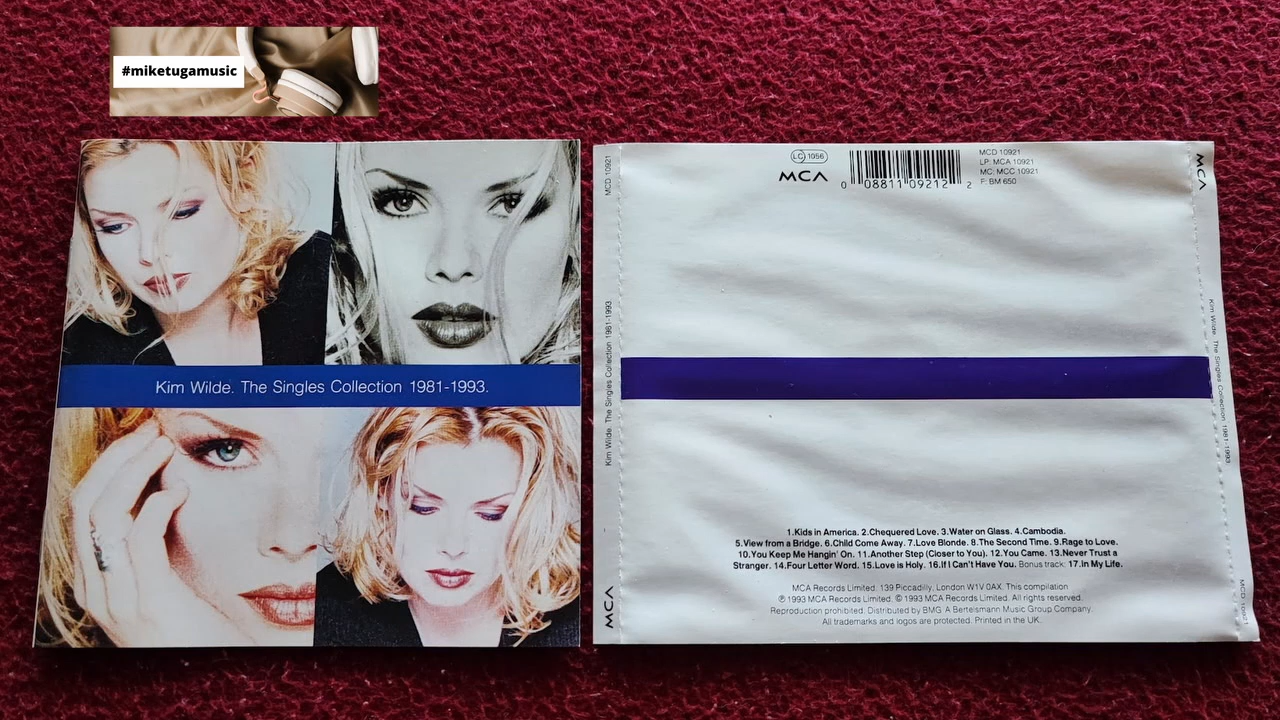 #miketugamusic
Kim Wilde. The Singles Collection 1981-1993.
MCD 10921
Kim Wilde. The Singles Collection 1981-1993
MCA
LC 1056
MCA
0 08811 09212 2
MCD 10921
LP: MCA 10921
MC: MCC 10921
F: BM 650
1.Kids in America. 2.Chequered Love. 3.Water on Glass. 4.Cambodia.
5.View from a Bridge. 6.Child Come Away. 7.Love Blonde. 8.The Second Time. 9.Rage to Love.
10.You Keep Me Hangin' On. 11.Another Step (Closer to You). 12.You Came. 13.Never Trust a
Stranger. 14.Four Letter Word. 15.Love is Holy. 16.If I Can't Have You. Bonus track: 17.In My Life.
MCA Records Limited. 139 Piccadilly, London W1V 0AX. This compilation
℗ 1993 MCA Records Limited. © 1993 MCA Records Limited. All rights reserved.
Reproduction prohibited. Distributed by BMG. A Bertelsmann Music Group Company.
All trademarks and logos are protected. Printed in the UK.
MCA
Kim Wilde. The Singles Collection 1981-1993
MCD 10921